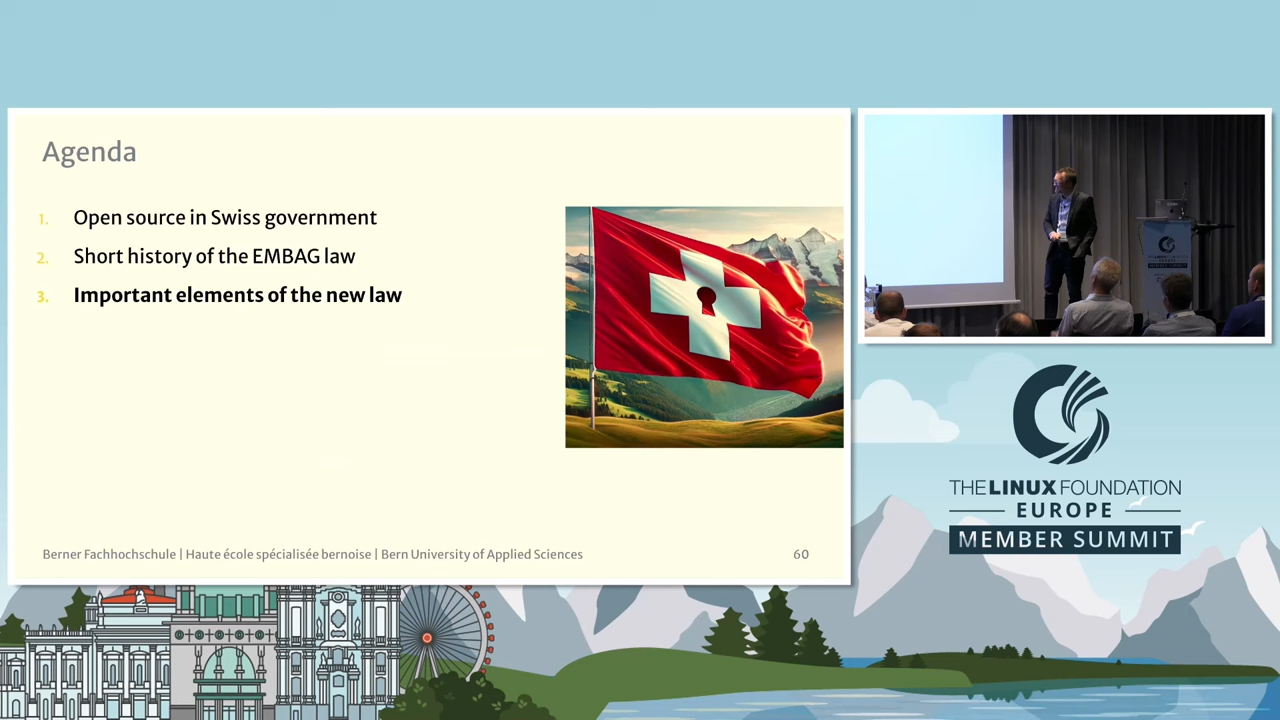 Agenda
1. Open source in Swiss government
2. Short history of the EMBAG law
3. Important elements of the new law
Berner Fachhochschule | Haute école spécialisée bernoise | Bern University of Applied Sciences
60
THE LINUX FOUNDATION
EUROPE
MEMBER SUMMIT